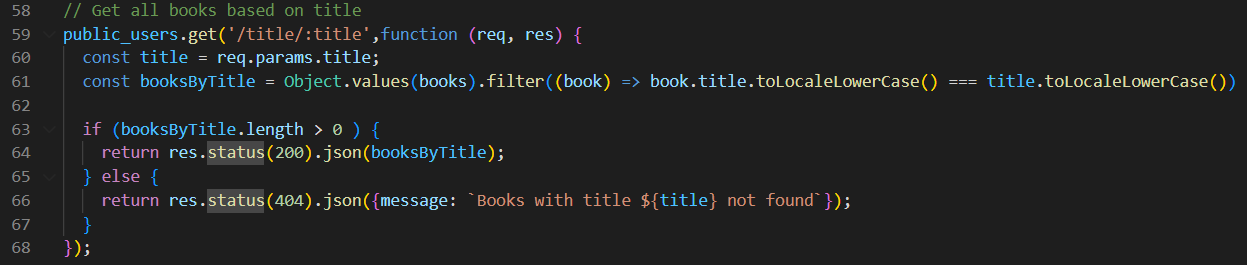 58 // Get all books based on title
59 public_users.get('/title/:title',function (req, res) {
60 const title = req.params.title;
61 const booksByTitle = Object.values(books).filter((book) => book.title.toLocaleLowerCase() === title.toLocaleLowerCase())
62
63 if (booksByTitle.length > 0 ) {
64 return res.status(200).json(booksByTitle);
65 } else {
66 return res.status(404).json({message: `Books with title ${title} not found`});
67 }
68 });